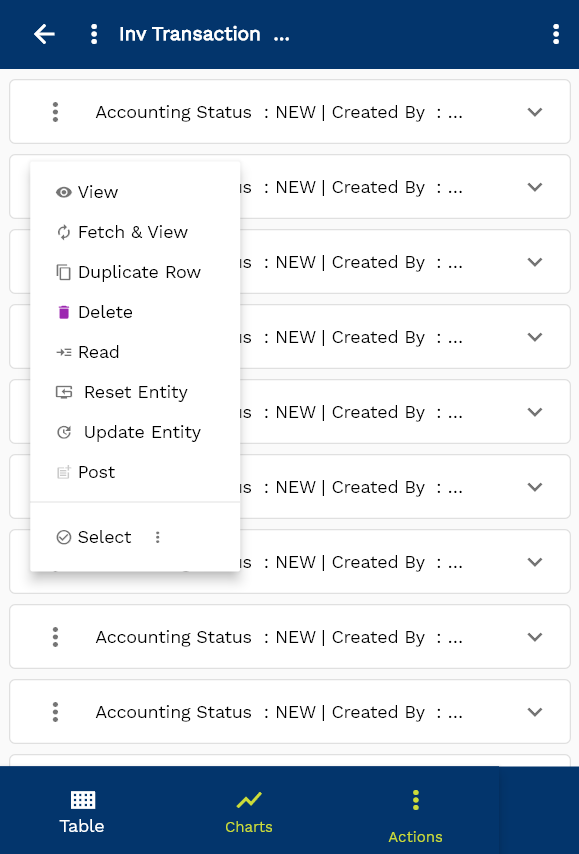 Inv Transaction ...
Accounting Status : NEW | Created By : ...
us : NEW | Created By : ...
View
Fetch & View
us : NEW | Created By : ...
Duplicate Row
Delete
us : NEW | Created By : ...
Read
Reset Entity
us : NEW | Created By : ...
Update Entity
Post
us : NEW | Created By : ...
Select
us : NEW | Created By : ...
Accounting Status : NEW | Created By : ...
Accounting Status : NEW | Created By : ...
Table
Charts
Actions